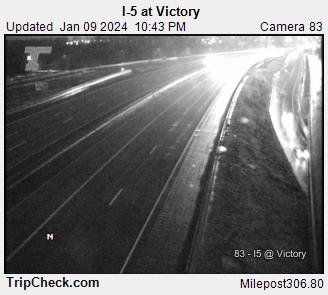 I-5 at Victory
Updated Jan 09 2024 10:43 PM Camera 83
N
83 - I5 @ Victory
TripCheck.com Milepost306.80